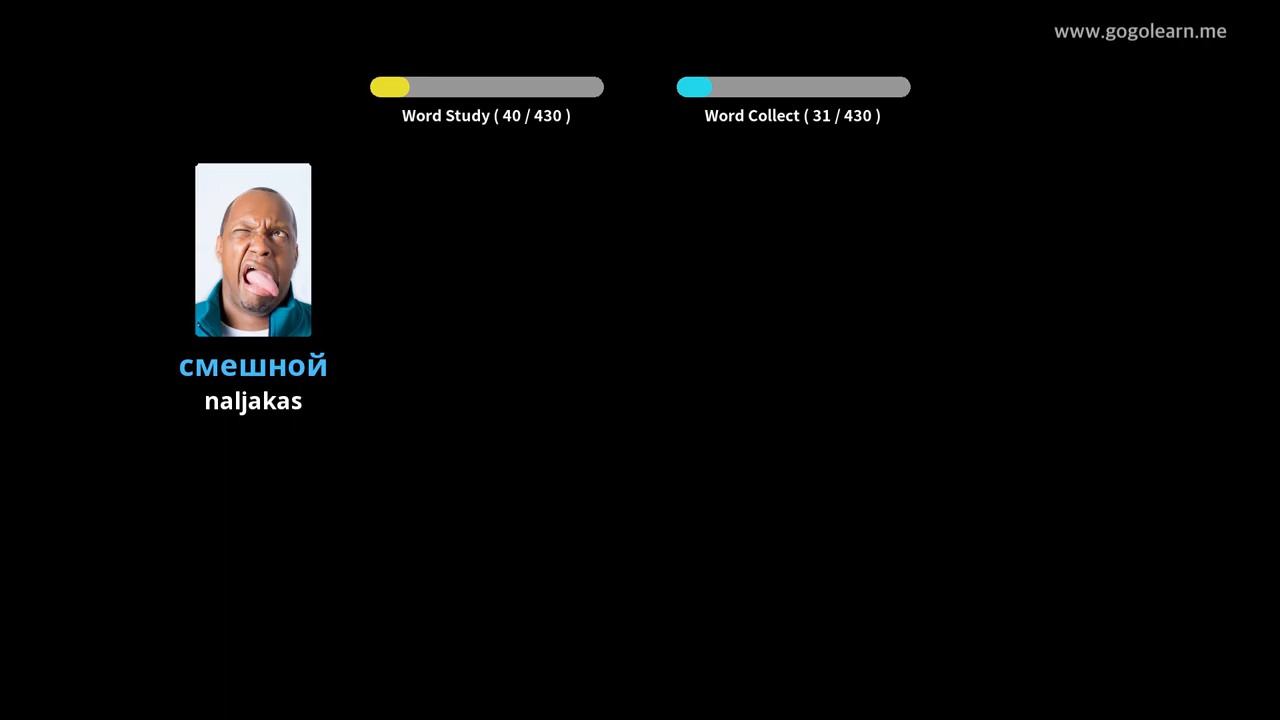 www.gogolearn.me
Word Study ( 40 / 430 )
Word Collect ( 31 / 430 )
смешной
naljakas